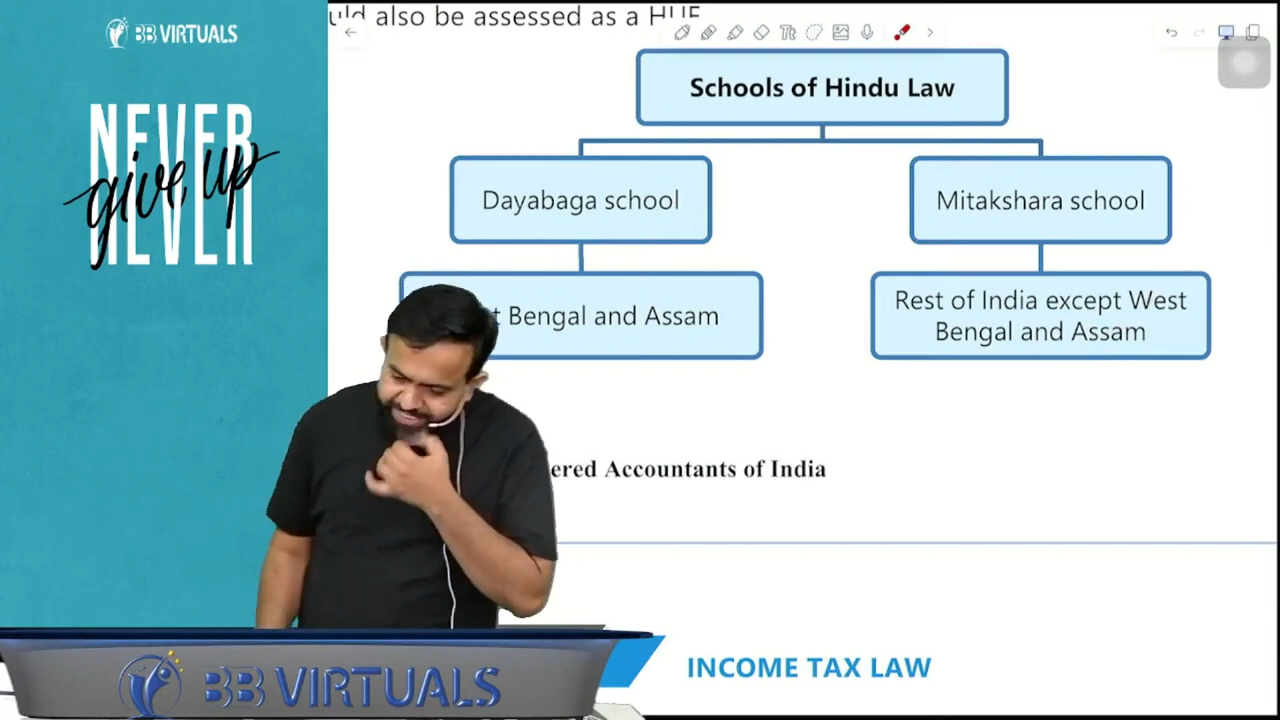 BB VIRTUALS
NEVER
give up
NEVER
also be assessed as a HUF
Schools of Hindu Law
Dayabaga school
Mitakshara school
Bengal and Assam
Rest of India except West
Bengal and Assam
Accountants of India
BB VIRTUALS
INCOME TAX LAW